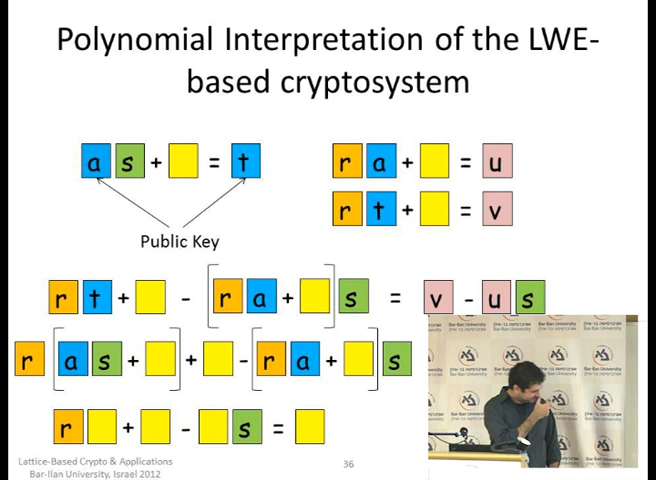 Polynomial Interpretation of the LWE-
based cryptosystem
a s + = t
r a + = u
r t + = v
Public Key
r t + - [ r a + ] s = v - u s
r [ a s + ] + - [ r a + ] s
r + - s =
Lattice-Based Crypto & Applications
Bar-Ilan University, Israel 2012
36
Bar-Ilan University